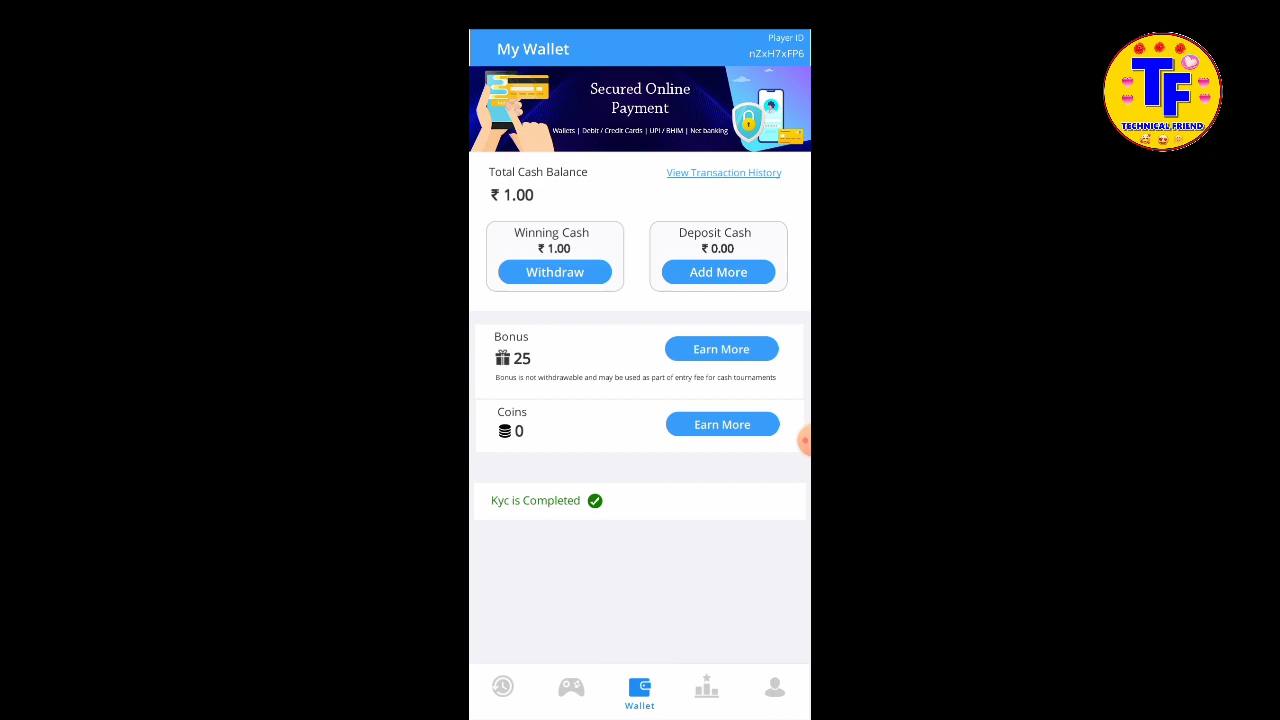 My Wallet
Player ID
nZxH7xFP6
Secured Online
Payment
Wallets | Debit / Credit Cards | UPI / BHIM | Net banking
Total Cash Balance
View Transaction History
₹ 1.00
Winning Cash
₹ 1.00
Withdraw
Deposit Cash
₹ 0.00
Add More
Bonus
25
Earn More
Bonus is not withdrawable and may be used as part of entry fee for cash tournaments
Coins
0
Earn More
Kyc is Completed
Wallet
TF
TECHNICAL FRIEND